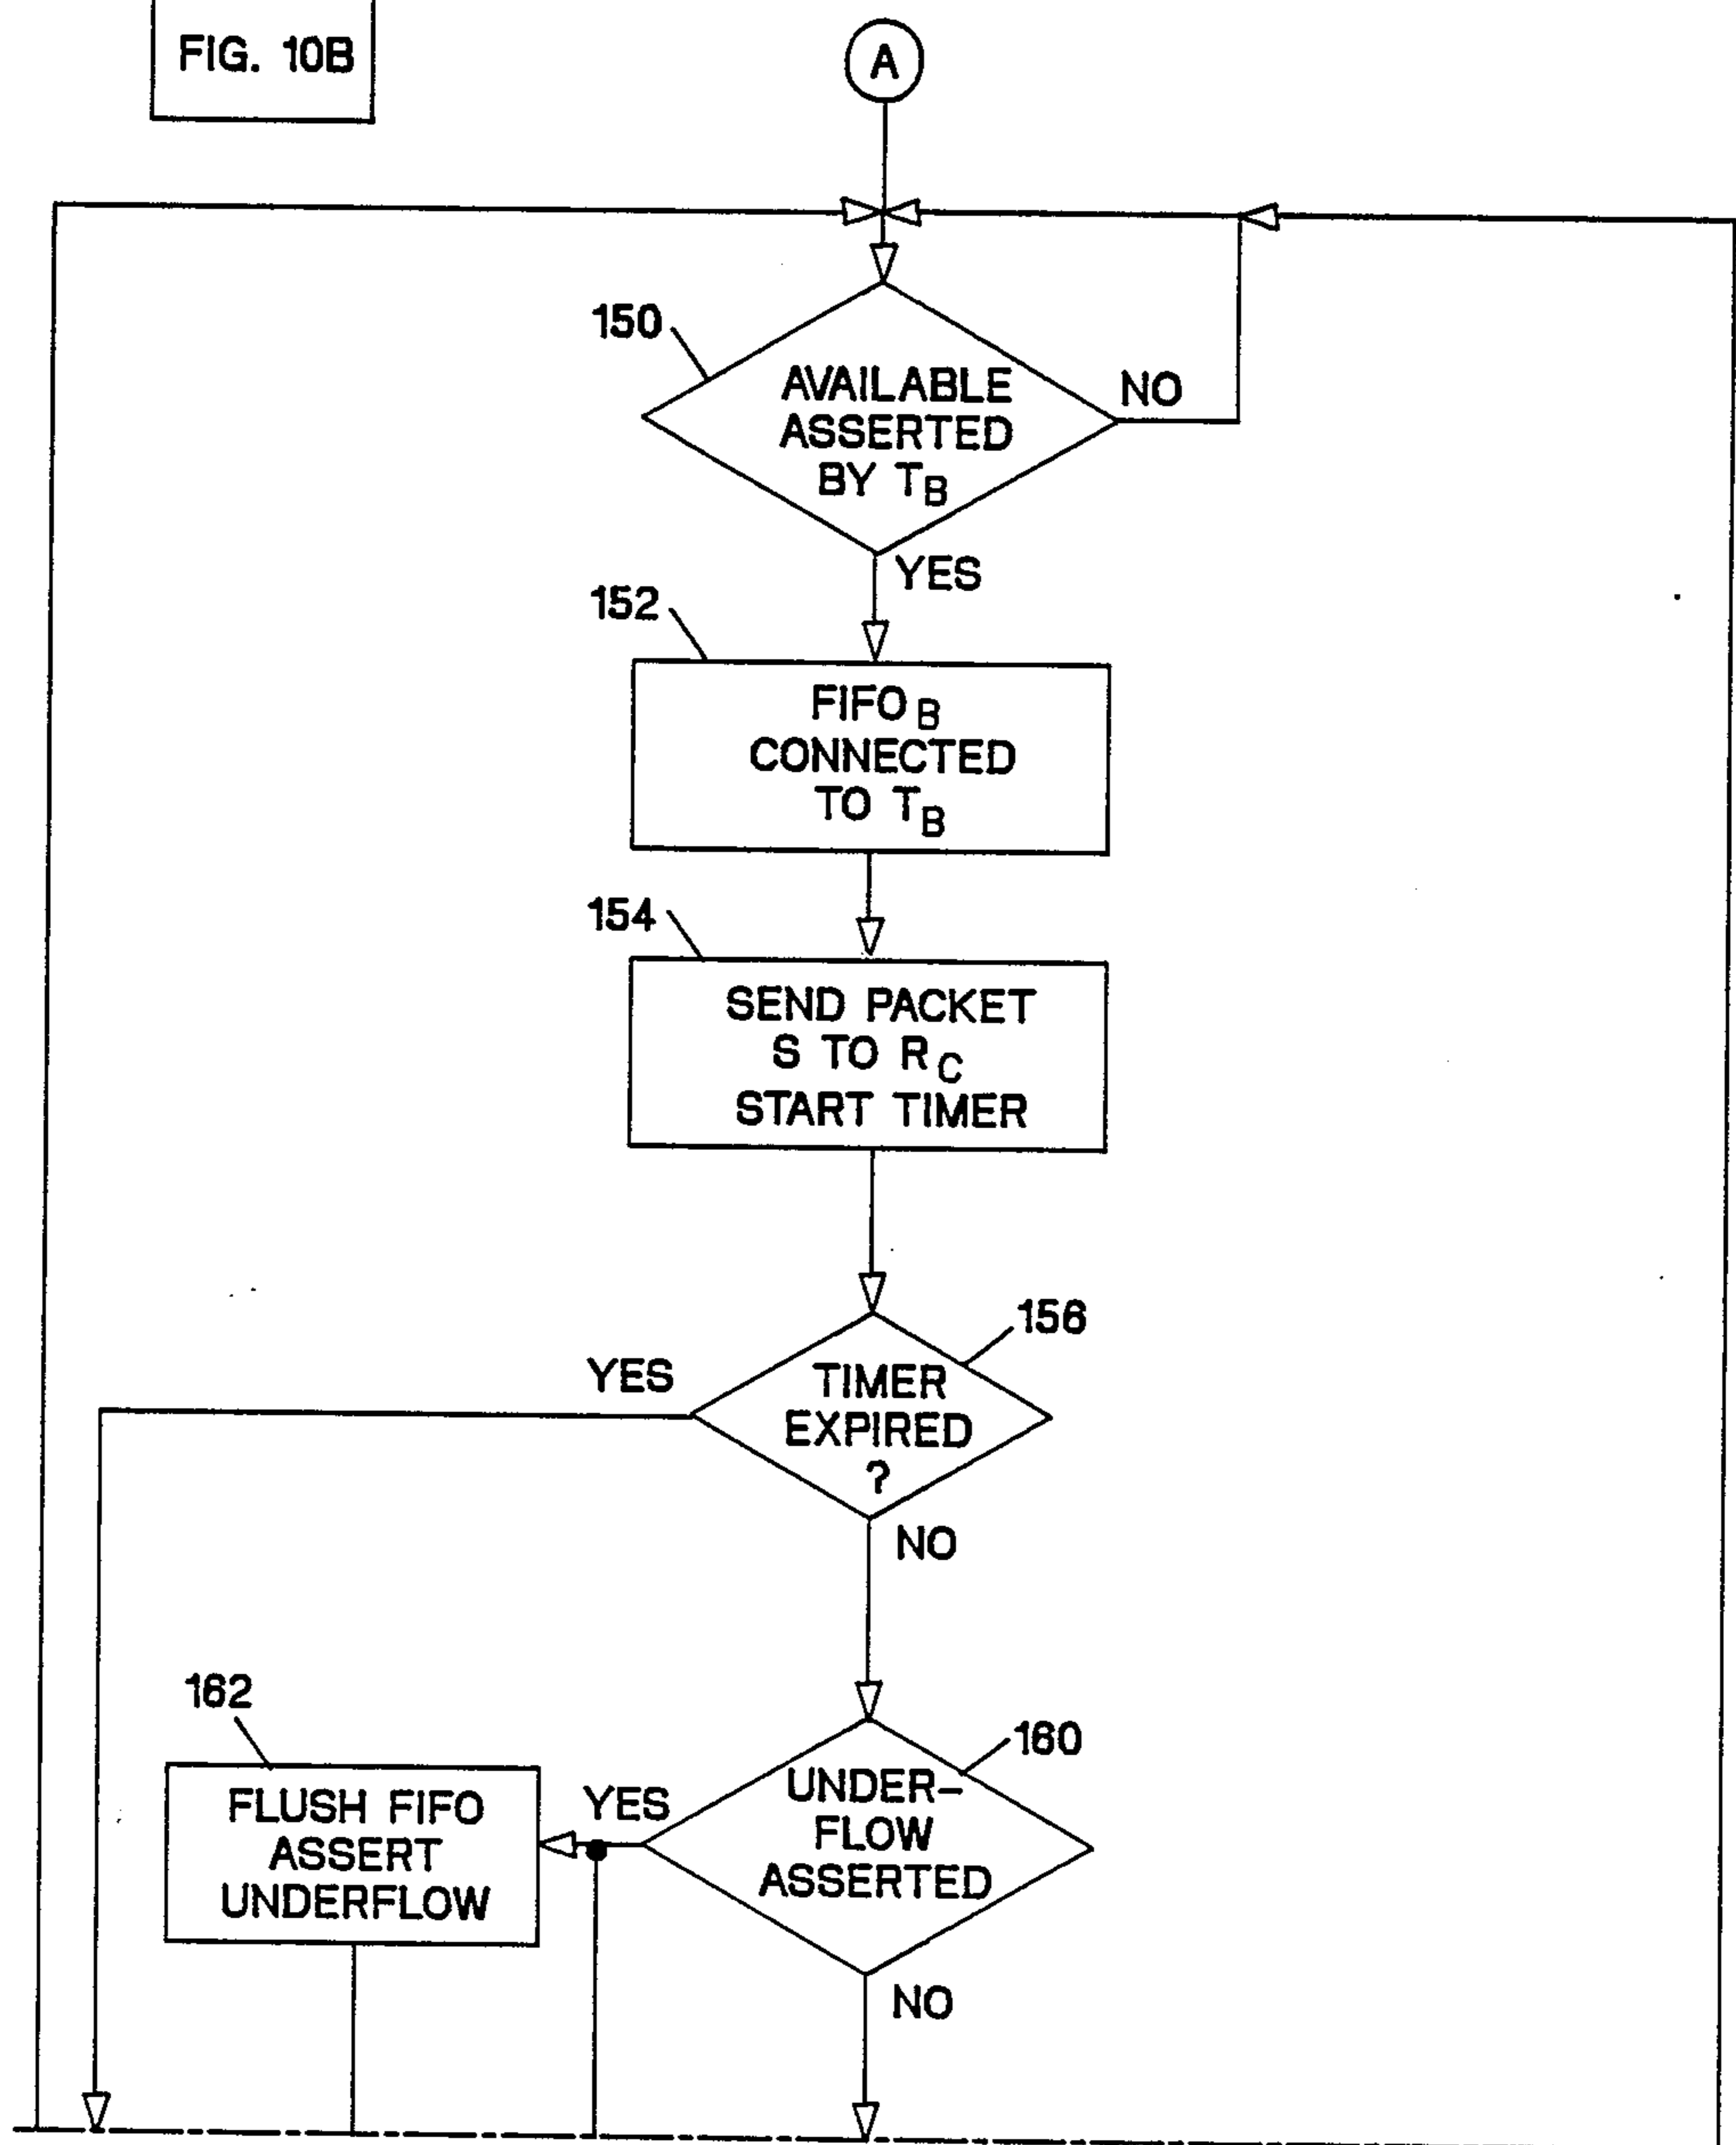 FIG. 10B
A
150
AVAILABLE
ASSERTED
BY TB
NO
YES
152
FIFOB
CONNECTED
TO TB
154
SEND PACKET
S TO RC
START TIMER
156
TIMER
EXPIRED
?
YES
NO
160
UNDER-
FLOW
ASSERTED
YES
NO
162
FLUSH FIFO
ASSERT
UNDERFLOW